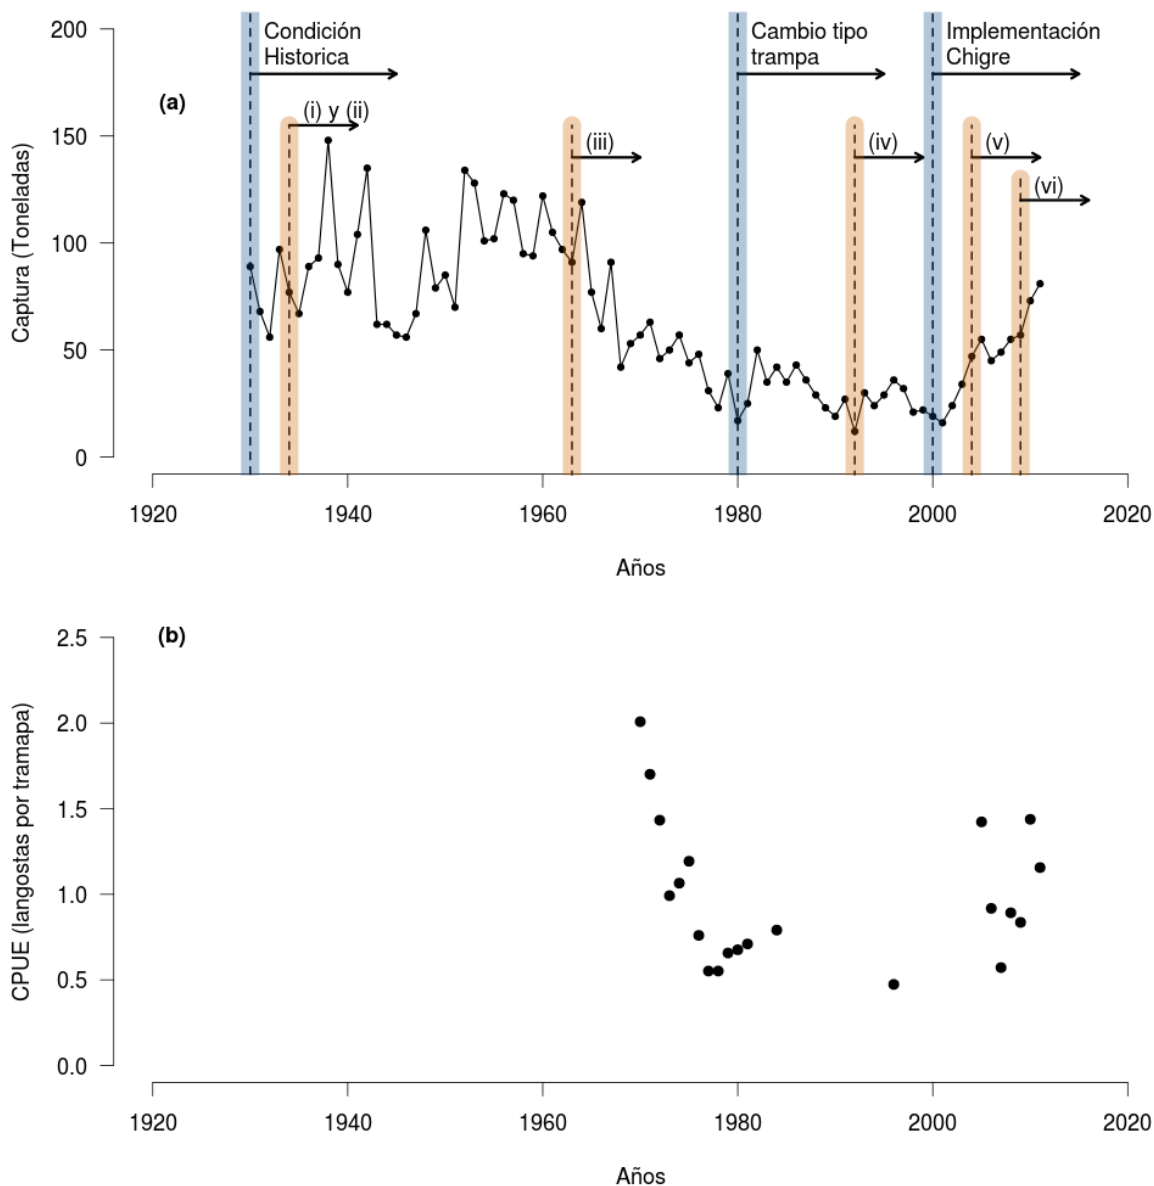 Condición
Historica
Cambio tipo
trampa
Implementación
Chigre
(a)
(i) y (ii)
(iii)
(iv)
(v)
(vi)
Captura (Toneladas)
200
150
100
50
0
1920
1940
1960
1980
2000
2020
Años
(b)
CPUE (langostas por tramapa)
2.5
2.0
1.5
1.0
0.5
0.0
1920
1940
1960
1980
2000
2020
Años